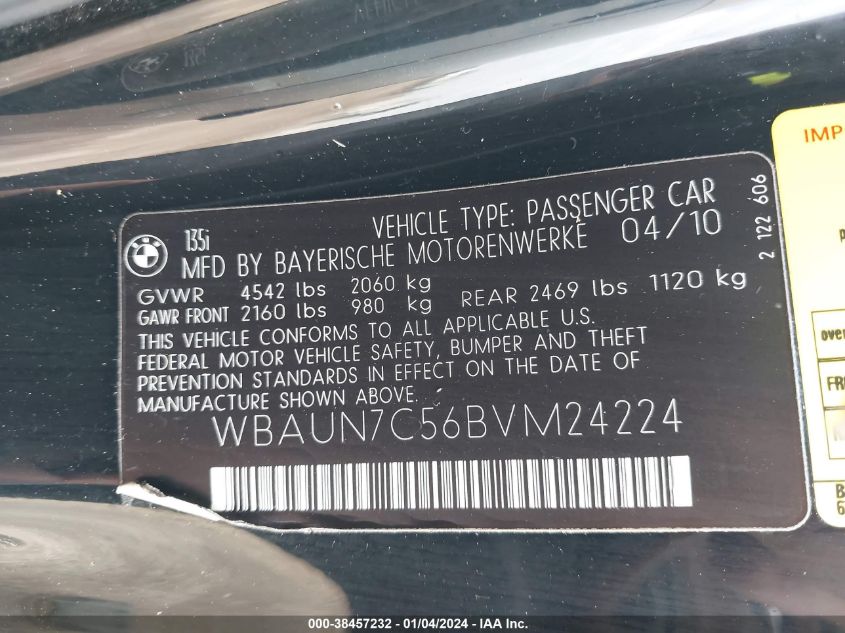 135i
VEHICLE TYPE: PASSENGER CAR
MFD BY BAYERISCHE MOTORENWERKE 04/10
GVWR 4542 lbs 2060 kg
GAWR FRONT 2160 lbs 980 kg REAR 2469 lbs 1120 kg
THIS VEHICLE CONFORMS TO ALL APPLICABLE U.S.
FEDERAL MOTOR VEHICLE SAFETY, BUMPER AND THEFT
PREVENTION STANDARDS IN EFFECT ON THE DATE OF
MANUFACTURE SHOWN ABOVE.
WBAUN7C56BVM24224
2 122 606
BMW
IMP
over
FR
000-38457232 - 01/04/2024 - IAA Inc.